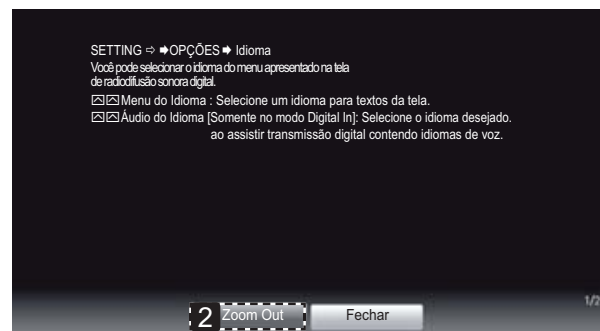 SETTING ⇨ ➡OPÇÕES➡ Idioma
Você pode selecionar o idioma do menu apresentado na tela
de radiodifusão sonora digital.
Menu do Idioma : Selecione um idioma para textos da tela.
Áudio do Idioma [Somente no modo Digital In]: Selecione o idioma desejado.
ao assistir transmissão digital contendo idiomas de voz.
1/2
2 Zoom Out Fechar